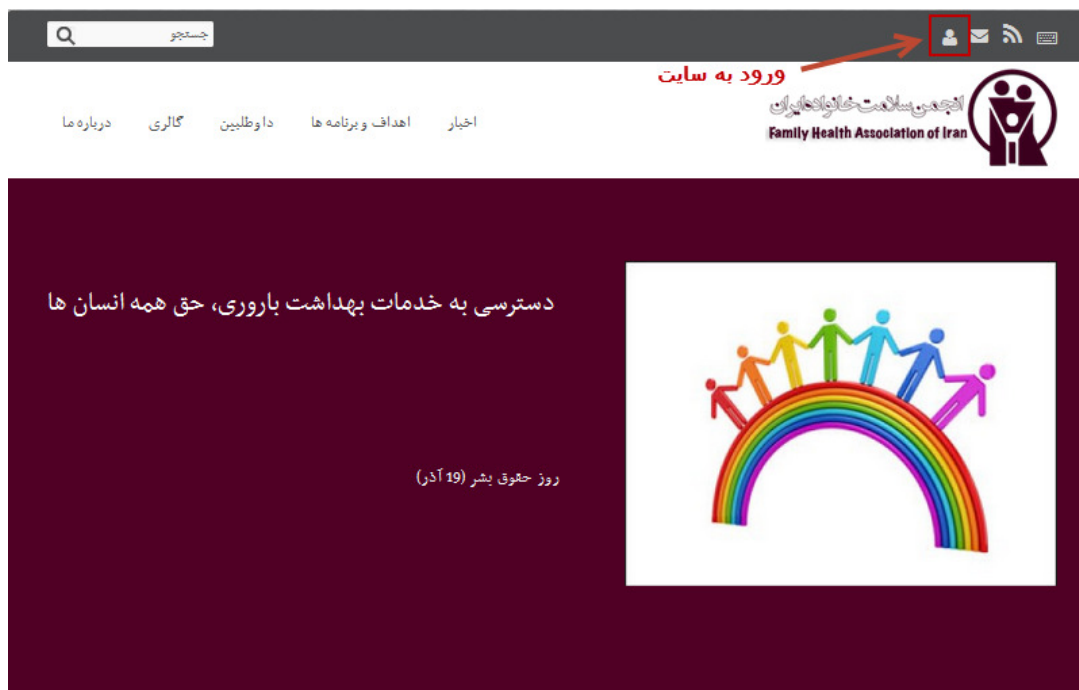 جستجو
ورود به سایت
انجمن سلامت خانواده ایران
Family Health Association of Iran
اخبار
اهداف و برنامه ها
داوطلبین
گالری
درباره ما
دسترسی به خدمات بهداشت باروری، حق همه انسان ها
روز حقوق بشر (19 آذر)